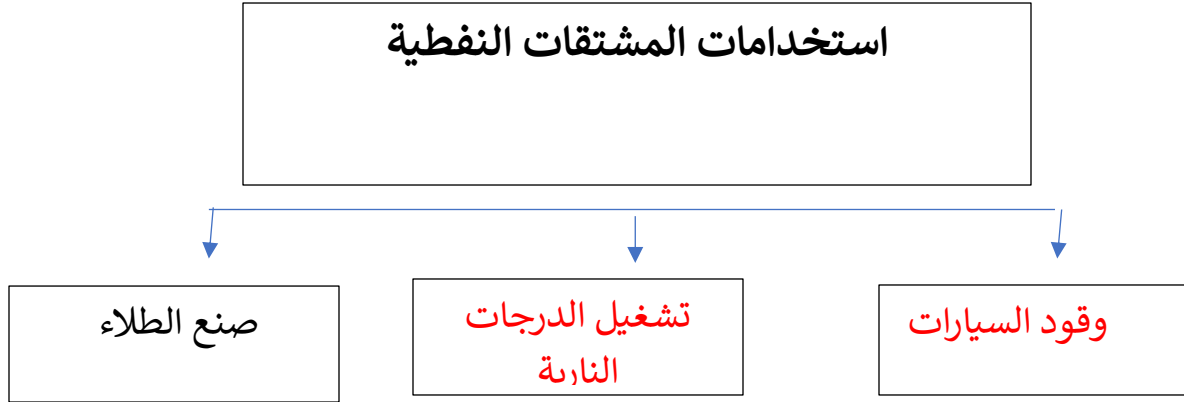 استخدامات المشتقات النفطية
وقود السيارات
تشغيل الدرجات
النارية
صنع الطلاء